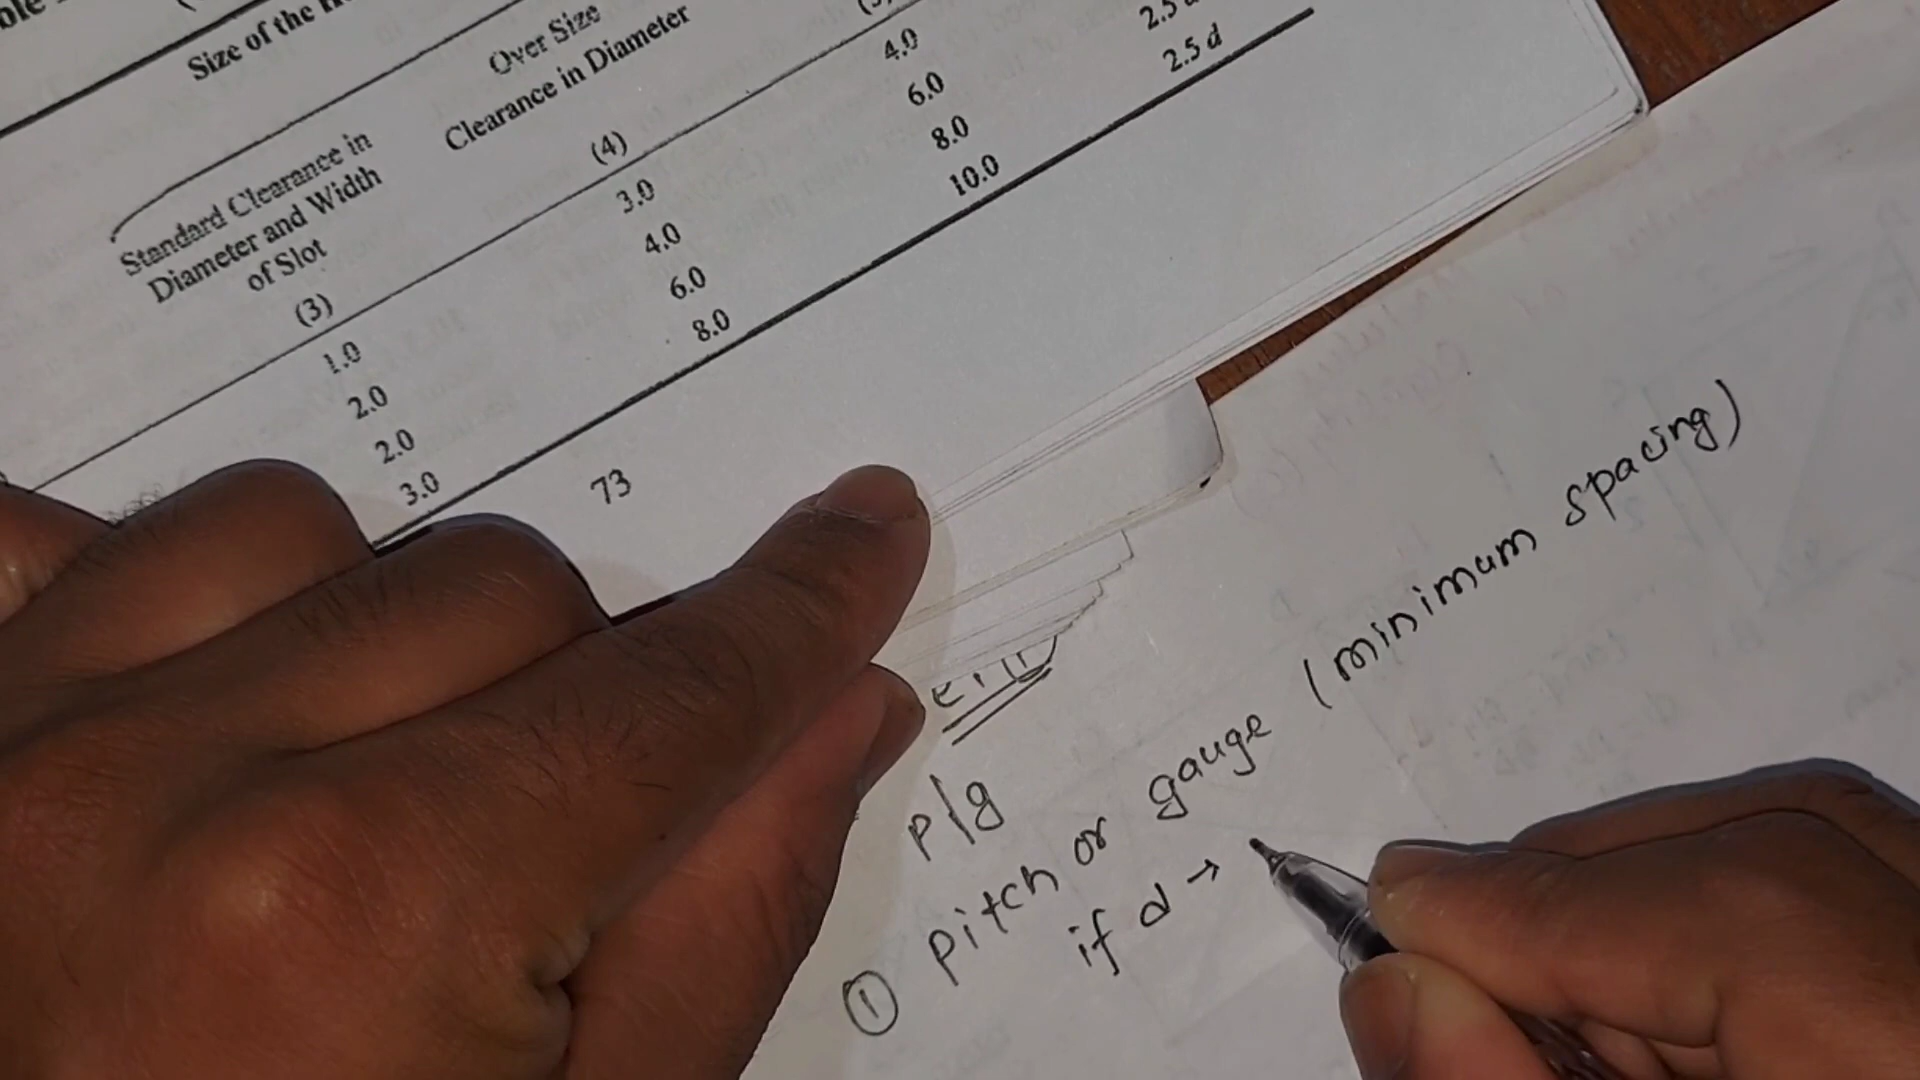 Size of the
Standard Clearance in
Diameter and Width
of Slot
Over Size
Clearance in Diameter
(3)
(4)
1.0 3.0 4.0 2.5
2.0 4.0 6.0 2.5 d
2.0 6.0 8.0
3.0 8.0 10.0
73
P/g
① Pitch or gauge (minimum spacing)
if d →